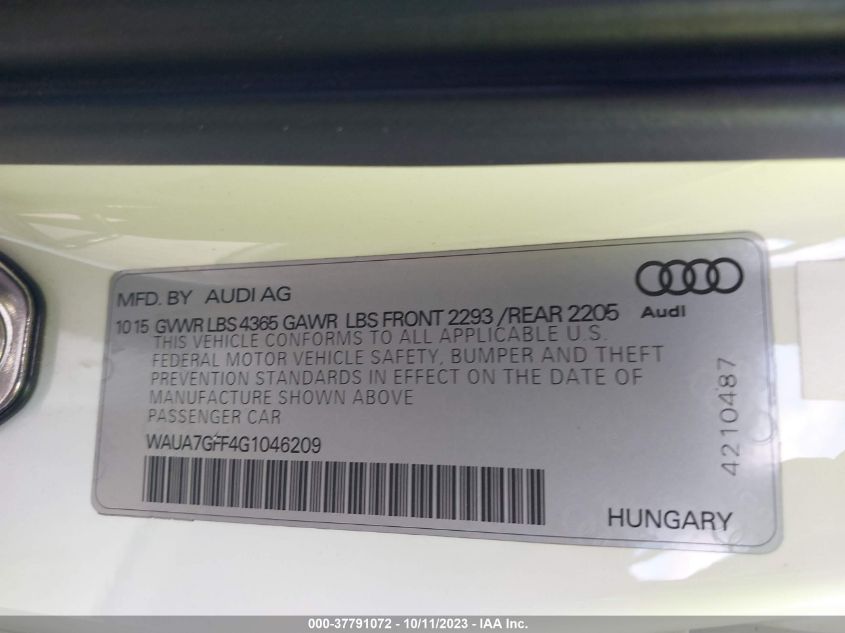 MFD. BY AUDI AG
Audi
10 15 GVWR LBS 4365 GAWR LBS FRONT 2293 /REAR 2205
THIS VEHICLE CONFORMS TO ALL APPLICABLE U.S.
FEDERAL MOTOR VEHICLE SAFETY, BUMPER AND THEFT
PREVENTION STANDARDS IN EFFECT ON THE DATE OF
MANUFACTURE SHOWN ABOVE
PASSENGER CAR
WAUA7GFF4G1046209
4210487
HUNGARY
000-37791072 - 10/11/2023 - IAA Inc.